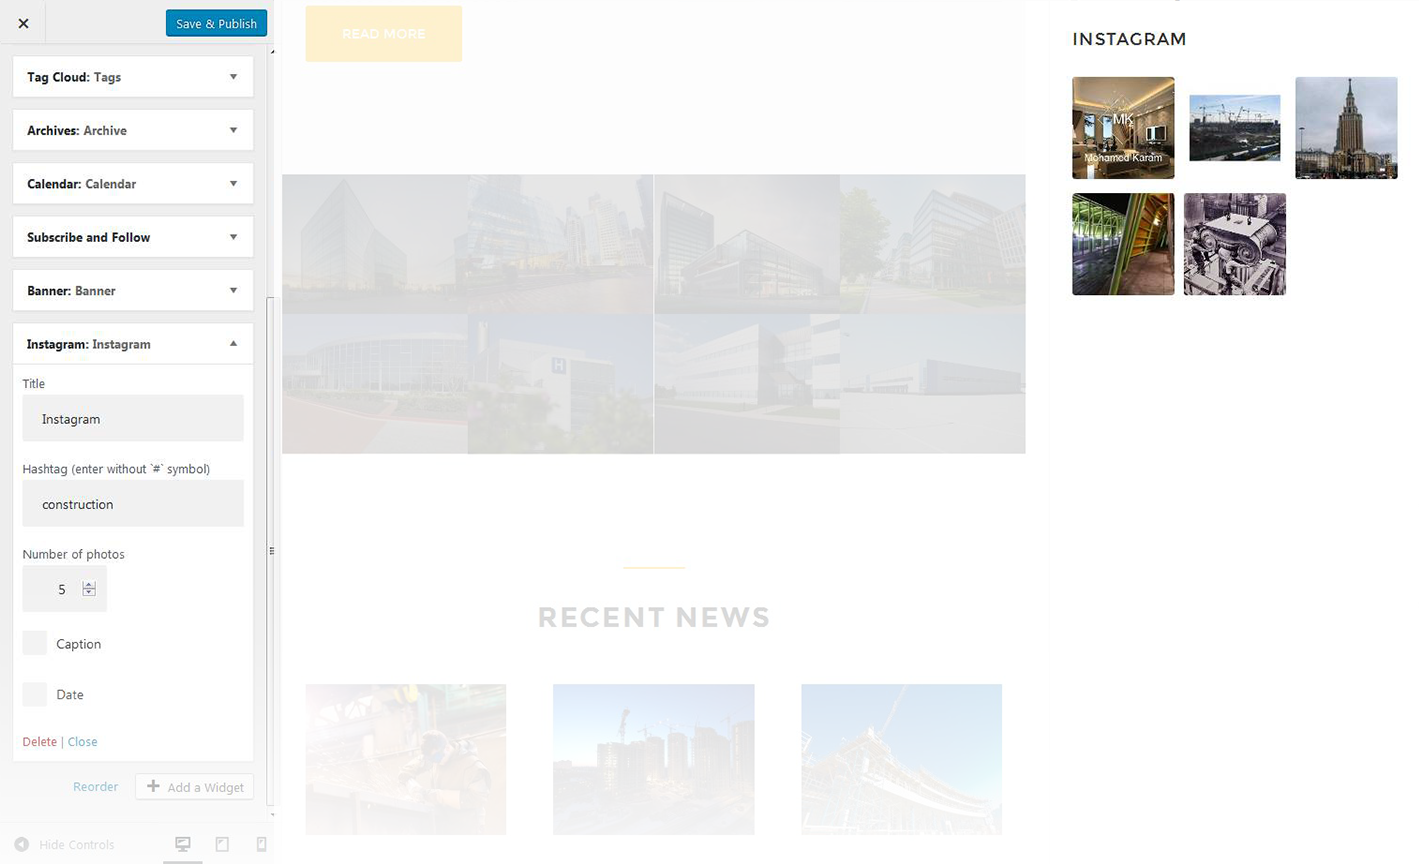 Save & Publish
Tag Cloud: Tags
Archives: Archive
Calendar: Calendar
Subscribe and Follow
Banner: Banner
Instagram: Instagram
Title
Instagram
Hashtag (enter without `#` symbol)
construction
Number of photos
5
Caption
Date
Delete | Close
Reorder
Add a Widget
Hide Controls
READ MORE
H
RECENT NEWS
INSTAGRAM
MK
Mohamed Karam